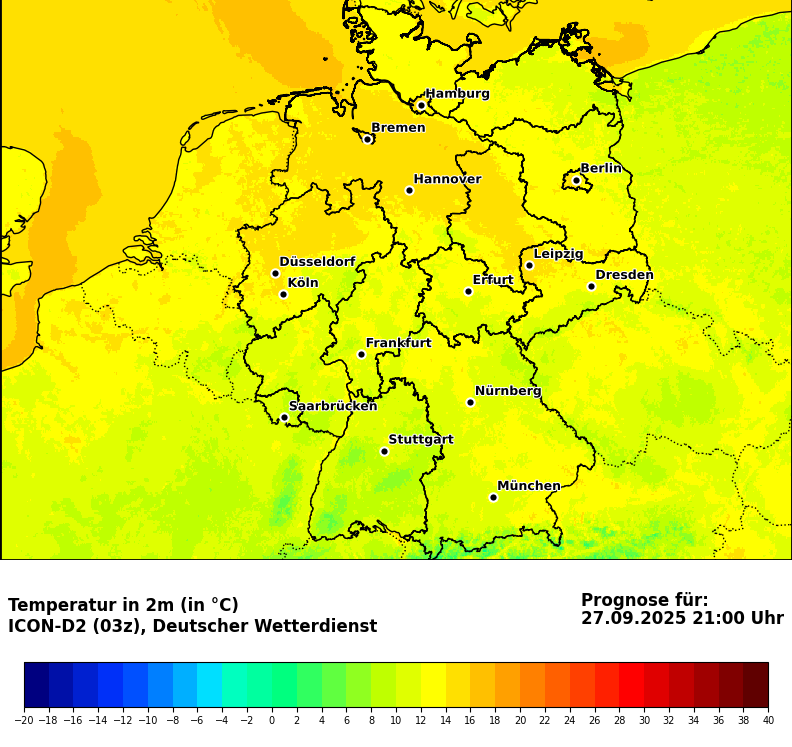 Hamburg
Bremen
Berlin
Hannover
Leipzig
Düsseldorf
Dresden
Köln
Erfurt
Frankfurt
Nürnberg
Saarbrücken
Stuttgart
München
Temperatur in 2m (in °C)
ICON-D2 (03z), Deutscher Wetterdienst
Prognose für:
27.09.2025 21:00 Uhr
−20 −18 −16 −14 −12 −10 −8 −6 −4 −2 0 2 4 6 8 10 12 14 16 18 20 22 24 26 28 30 32 34 36 38 40